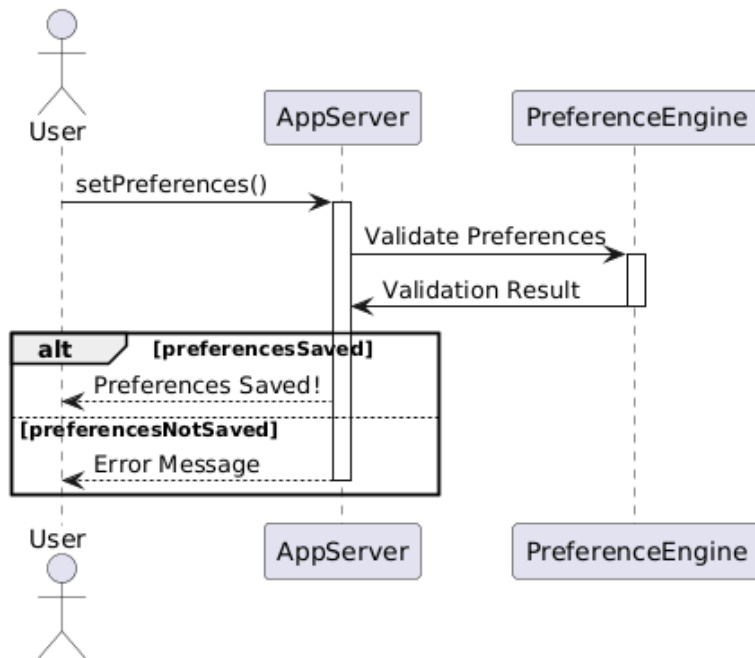 User
AppServer
PreferenceEngine
setPreferences()
Validate Preferences
Validation Result
alt [preferencesSaved]
Preferences Saved!
[preferencesNotSaved]
Error Message
User
AppServer
PreferenceEngine